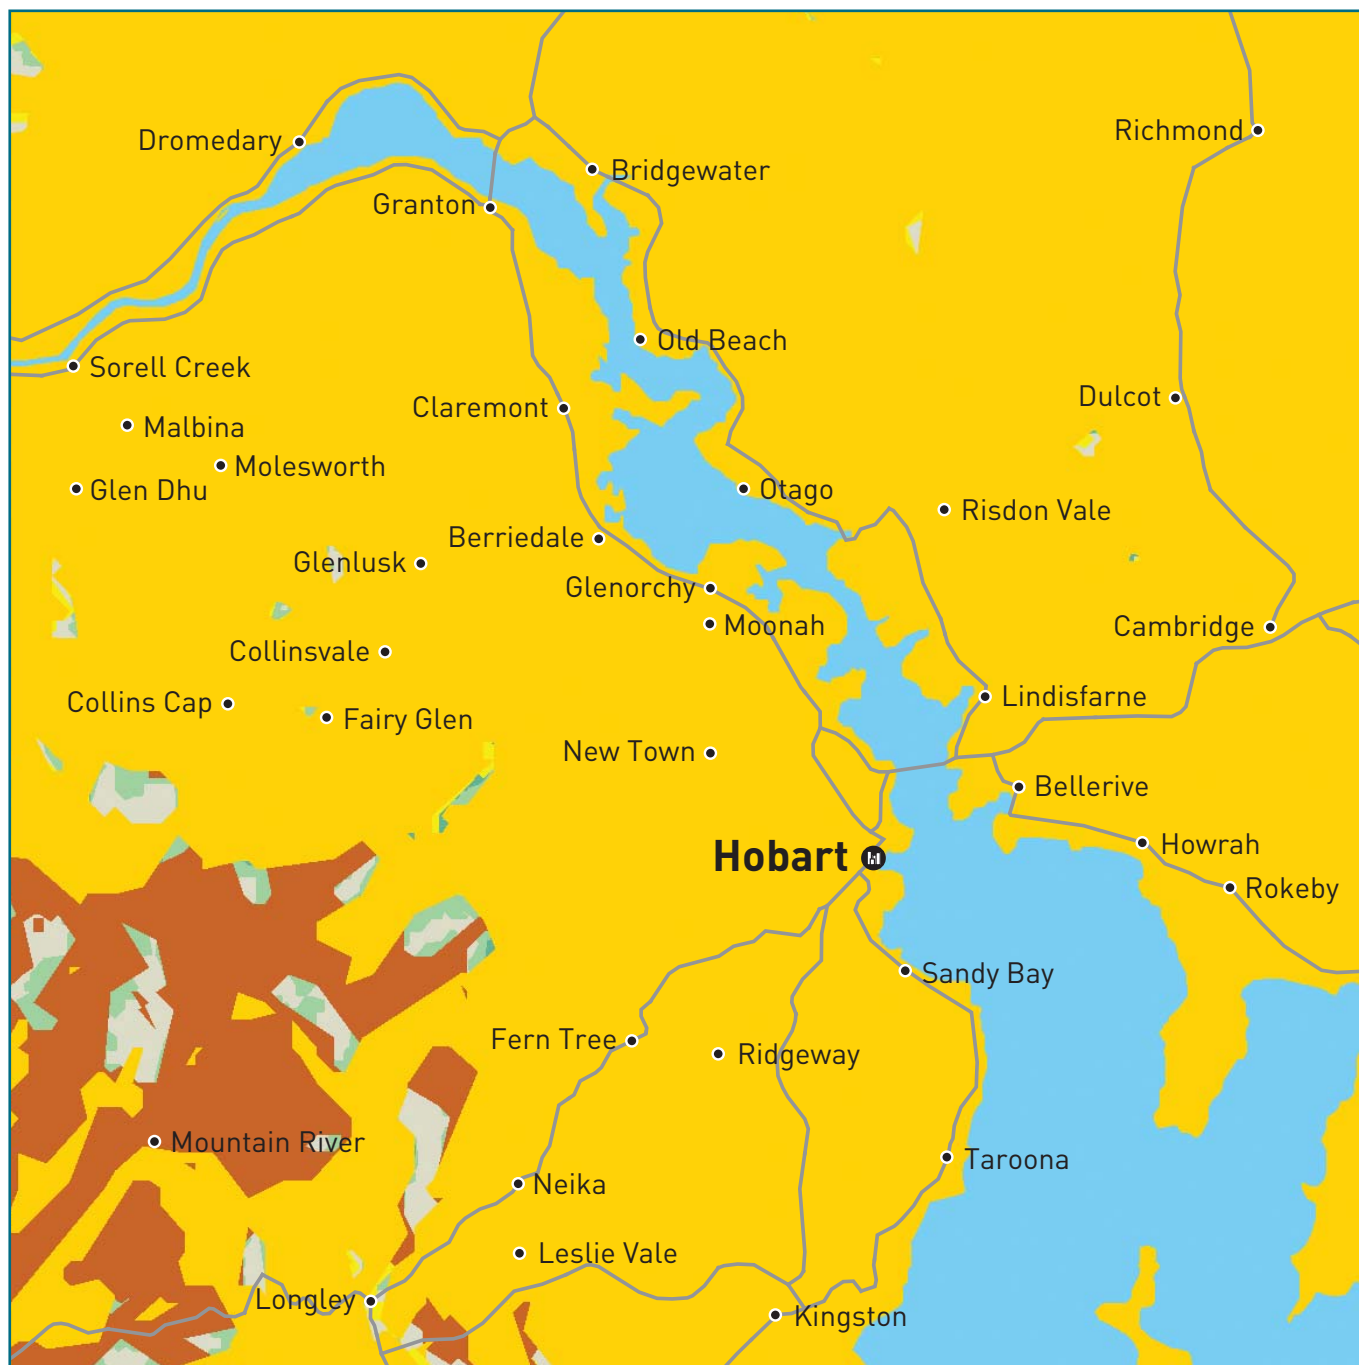 Richmond
Dromedary
Bridgewater
Granton
Old Beach
Sorell Creek
Dulcot
Claremont
Malbina
Molesworth
Glen Dhu
Otago
Risdon Vale
Berriedale
Glenlusk
Glenorchy
Moonah
Cambridge
Collinsvale
Lindisfarne
Collins Cap
Fairy Glen
New Town
Bellerive
Howrah
Hobart
Rokeby
Sandy Bay
Fern Tree
Ridgeway
Mountain River
Taroona
Neika
Leslie Vale
Longley
Kingston